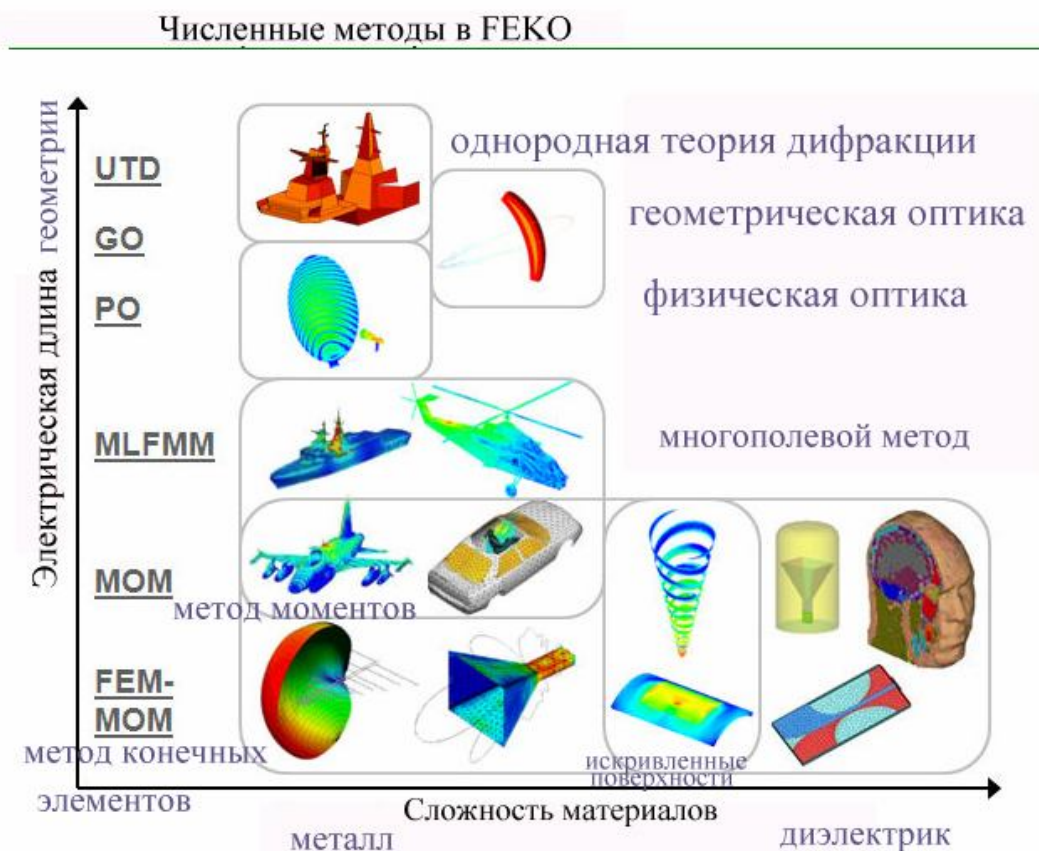 Численные методы в FEKO
Электрическая длина геометрии
UTD
однородная теория дифракции
GO
геометрическая оптика
PO
физическая оптика
MLFMM
многополевой метод
MOM
метод моментов
FEM-
MOM
метод конечных
элементов
искривленные
поверхности
Сложность материалов
металл
диэлектрик